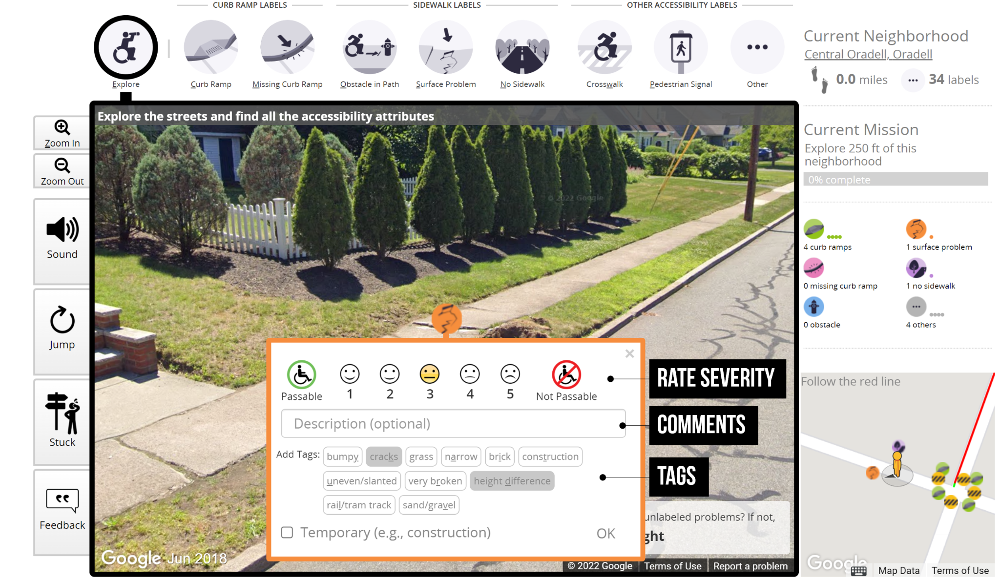 CURB RAMP LABELS
SIDEWALK LABELS
OTHER ACCESSIBILITY LABELS
Explore
Curb Ramp
Missing Curb Ramp
Obstacle in Path
Surface Problem
No Sidewalk
Crosswalk
Pedestrian Signal
Other
Current Neighborhood
Central Oradell, Oradell
0.0 miles
34 labels
Explore the streets and find all the accessibility attributes
Zoom In
Zoom Out
Sound
Jump
Stuck
Feedback
© 2022 Google
Current Mission
Explore 250 ft of this
neighborhood
0% complete
4 curb ramps
1 surface problem
0 missing curb ramp
1 no sidewalk
0 obstacle
4 others
Passable
1
2
3
4
5
Not Passable
RATE SEVERITY
Description (optional)
COMMENTS
Add Tags: bumpy cracks grass narrow brick construction
uneven/slanted very broken height difference
rail/tram track sand/gravel
TAGS
Temporary (e.g., construction)
OK
unlabeled problems? If not,
ght
Google Jun 2018
© 2022 Google
Terms of Use
Report a problem
Follow the red line
Google
Map Data
Terms of Use